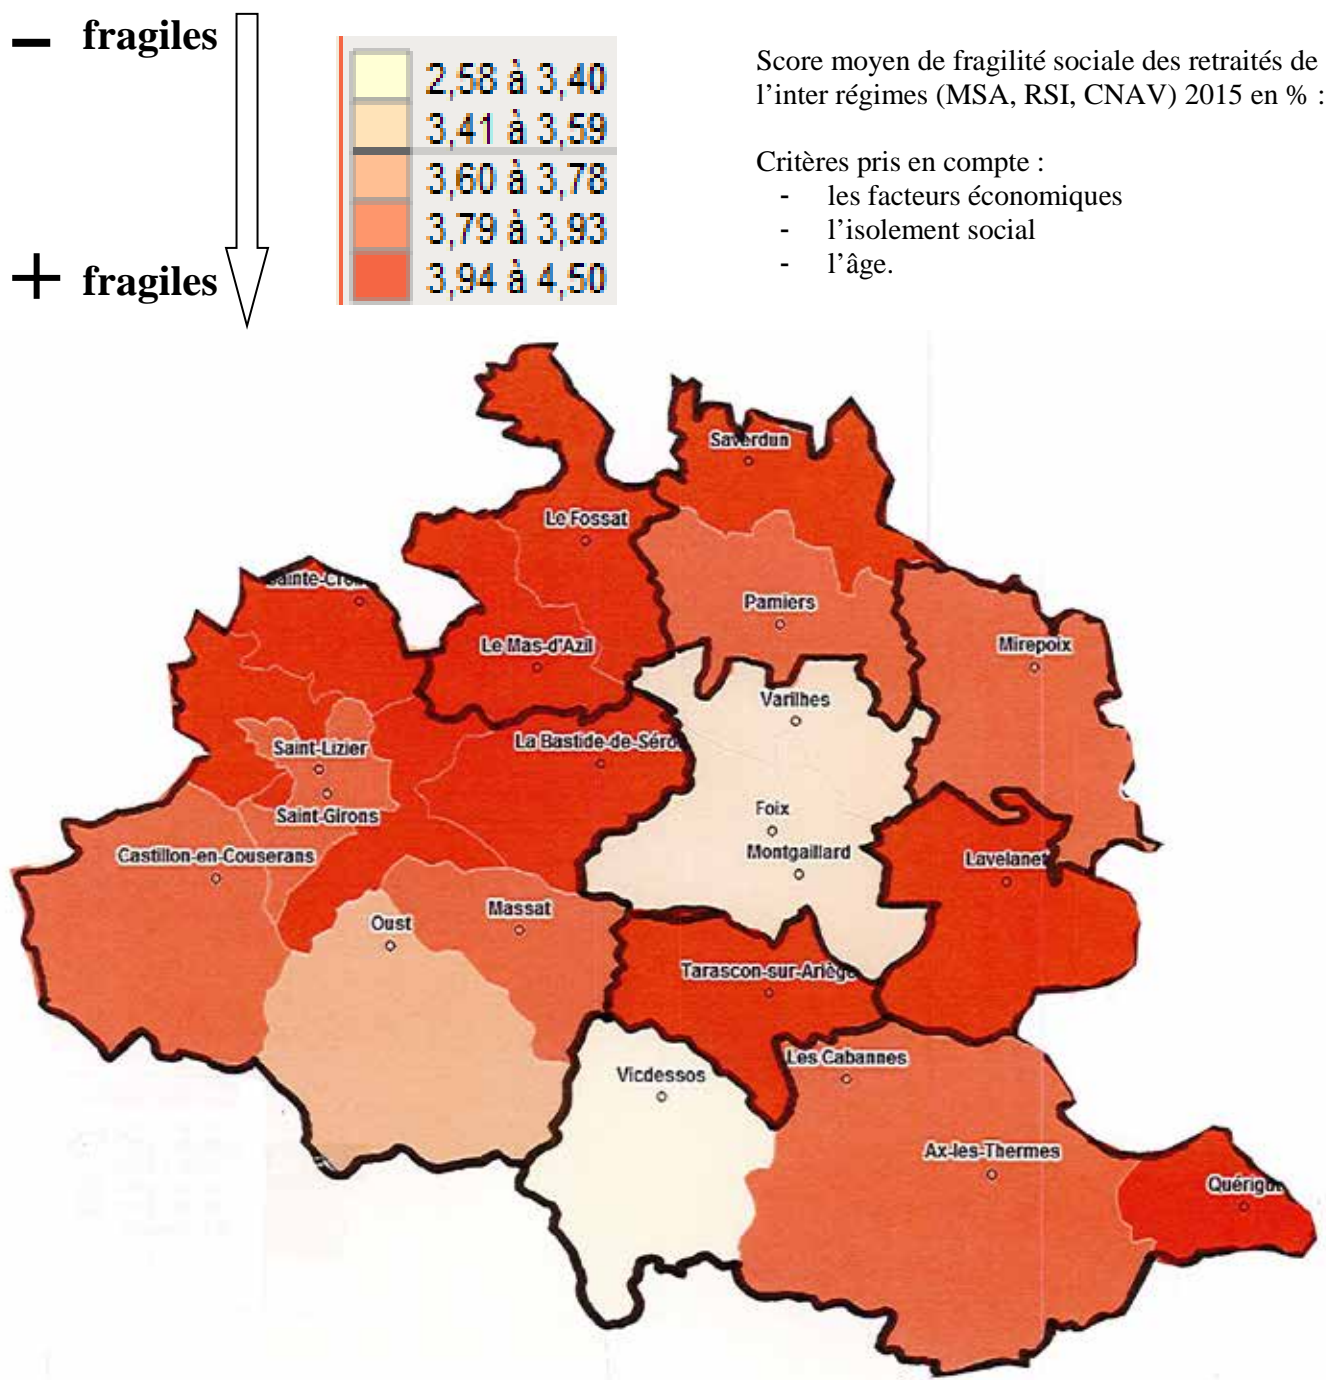 – fragiles
+ fragiles
2,58 à 3,40
3,41 à 3,59
3,60 à 3,78
3,79 à 3,93
3,94 à 4,50
Score moyen de fragilité sociale des retraités de
l'inter régimes (MSA, RSI, CNAV) 2015 en % :
Critères pris en compte :
- les facteurs économiques
- l'isolement social
- l'âge.
Saverdun
Le Fossat
Sainte-Cro
Pamiers
Le Mas-d'Azil
Mirepoix
Varilhes
Saint-Lizier
La Bastide-de-Séro
Saint-Girons
Foix
Montgaillard
Castillon-en-Couserans
Lavelanet
Massat
Oust
Tarascon-sur-Ariège
Les Cabannes
Vicdessos
Ax-les-Thermes
Quérigut